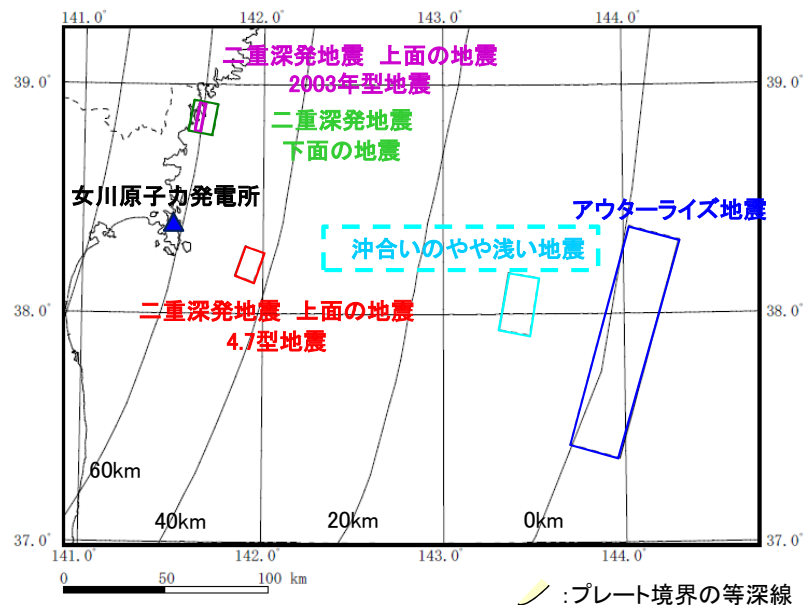 141.0°
142.0°
143.0°
144.0°
二重深発地震 上面の地震
2003年型地震
39.0°
39.0°
二重深発地震
下面の地震
女川原子力発電所
アウターライズ地震
沖合いのやや浅い地震
38.0°
38.0°
二重深発地震 上面の地震
4.7型地震
60km
40km
20km
0km
37.0°
37.0°
141.0°
142.0°
143.0°
144.0°
0
50
100 km
:プレート境界の等深線